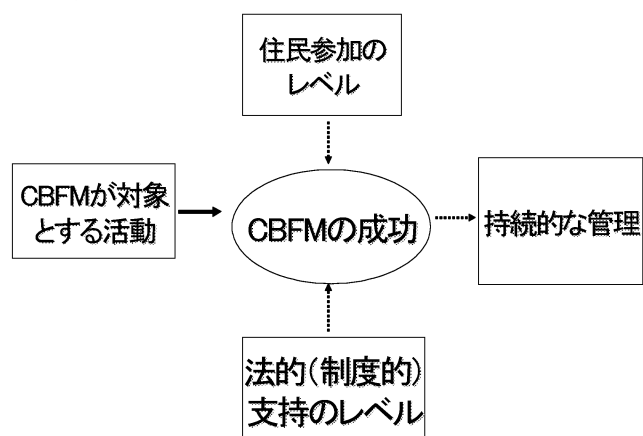 住民参加の
レベル
CBFMが対象
とする活動
CBFMの成功
持続的な管理
法的(制度的)
支持のレベル